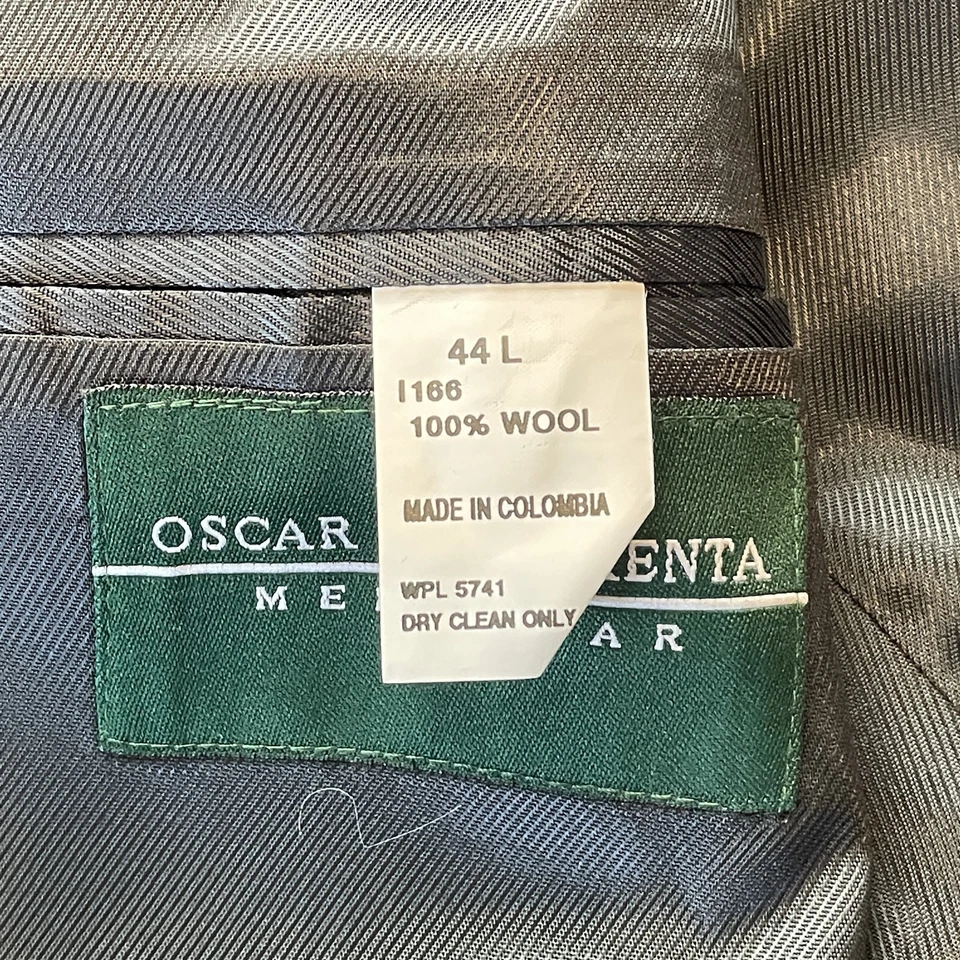 44 L
I166
100% WOOL
MADE IN COLOMBIA
WPL 5741
DRY CLEAN ONLY
OSCAR ENTA
ME AR